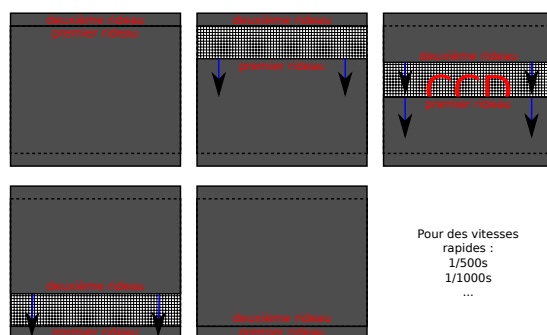 deuxième rideau
premier rideau
deuxième rideau
premier rideau
deuxième rideau
CCD
premier rideau
deuxième rideau
premier rideau
deuxième rideau
premier rideau
Pour des vitesses
rapides :
1/500s
1/1000s
...